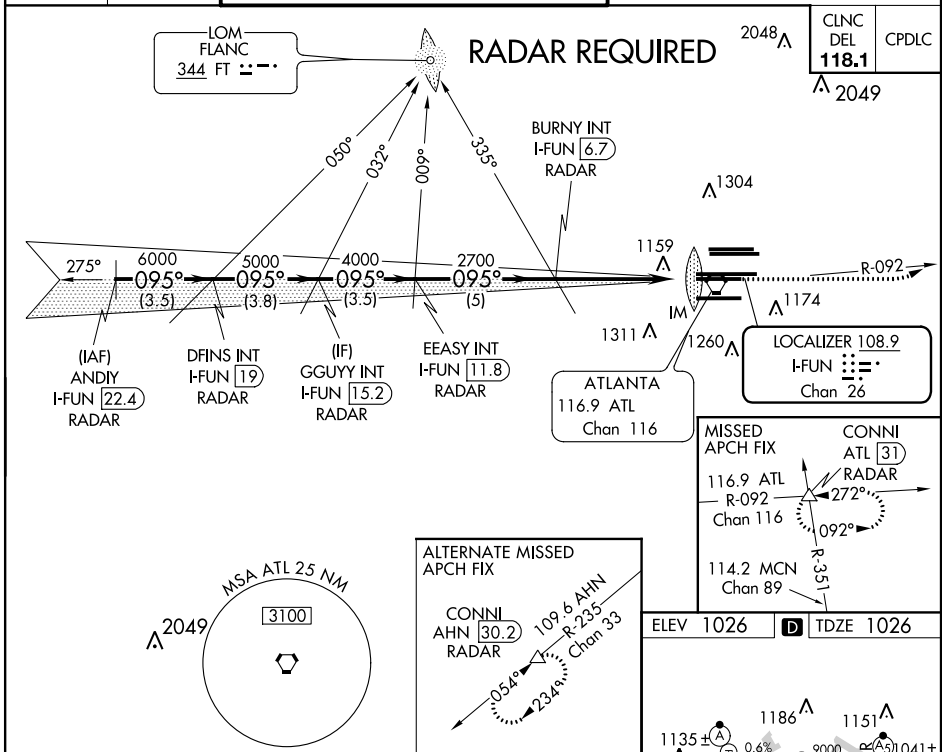 LOM
FLANC
344 FT
RADAR REQUIRED
2048
CLNC
DEL
118.1
CPDLC
2049
BURNY INT
I-FUN 6.7
RADAR
050°
032°
009°
335°
1304
1159
275°
6000
5000
4000
2700
095°
095°
095°
095°
(3.5)
(3.8)
(3.5)
(5)
R-092
IM
1174
1311
1260
(IAF)
ANDIY
I-FUN 22.4
RADAR
DFINS INT
I-FUN 19
RADAR
(IF)
GGUYY INT
I-FUN 15.2
RADAR
EEASY INT
I-FUN 11.8
RADAR
ATLANTA
116.9 ATL
Chan 116
LOCALIZER 108.9
I-FUN
Chan 26
MISSED
APCH FIX
CONNI
ATL 31
RADAR
116.9 ATL
R-092
Chan 116
272°
092°
R-351
114.2 MCN
Chan 89
MSA ATL 25 NM
3100
2049
ALTERNATE MISSED
APCH FIX
CONNI
AHN 30.2
RADAR
109.6 AHN
R-235
Chan 33
054°
234°
ELEV 1026
D
TDZE 1026
1186
1151
1135±
A
0.6%
9000
A5
1041±